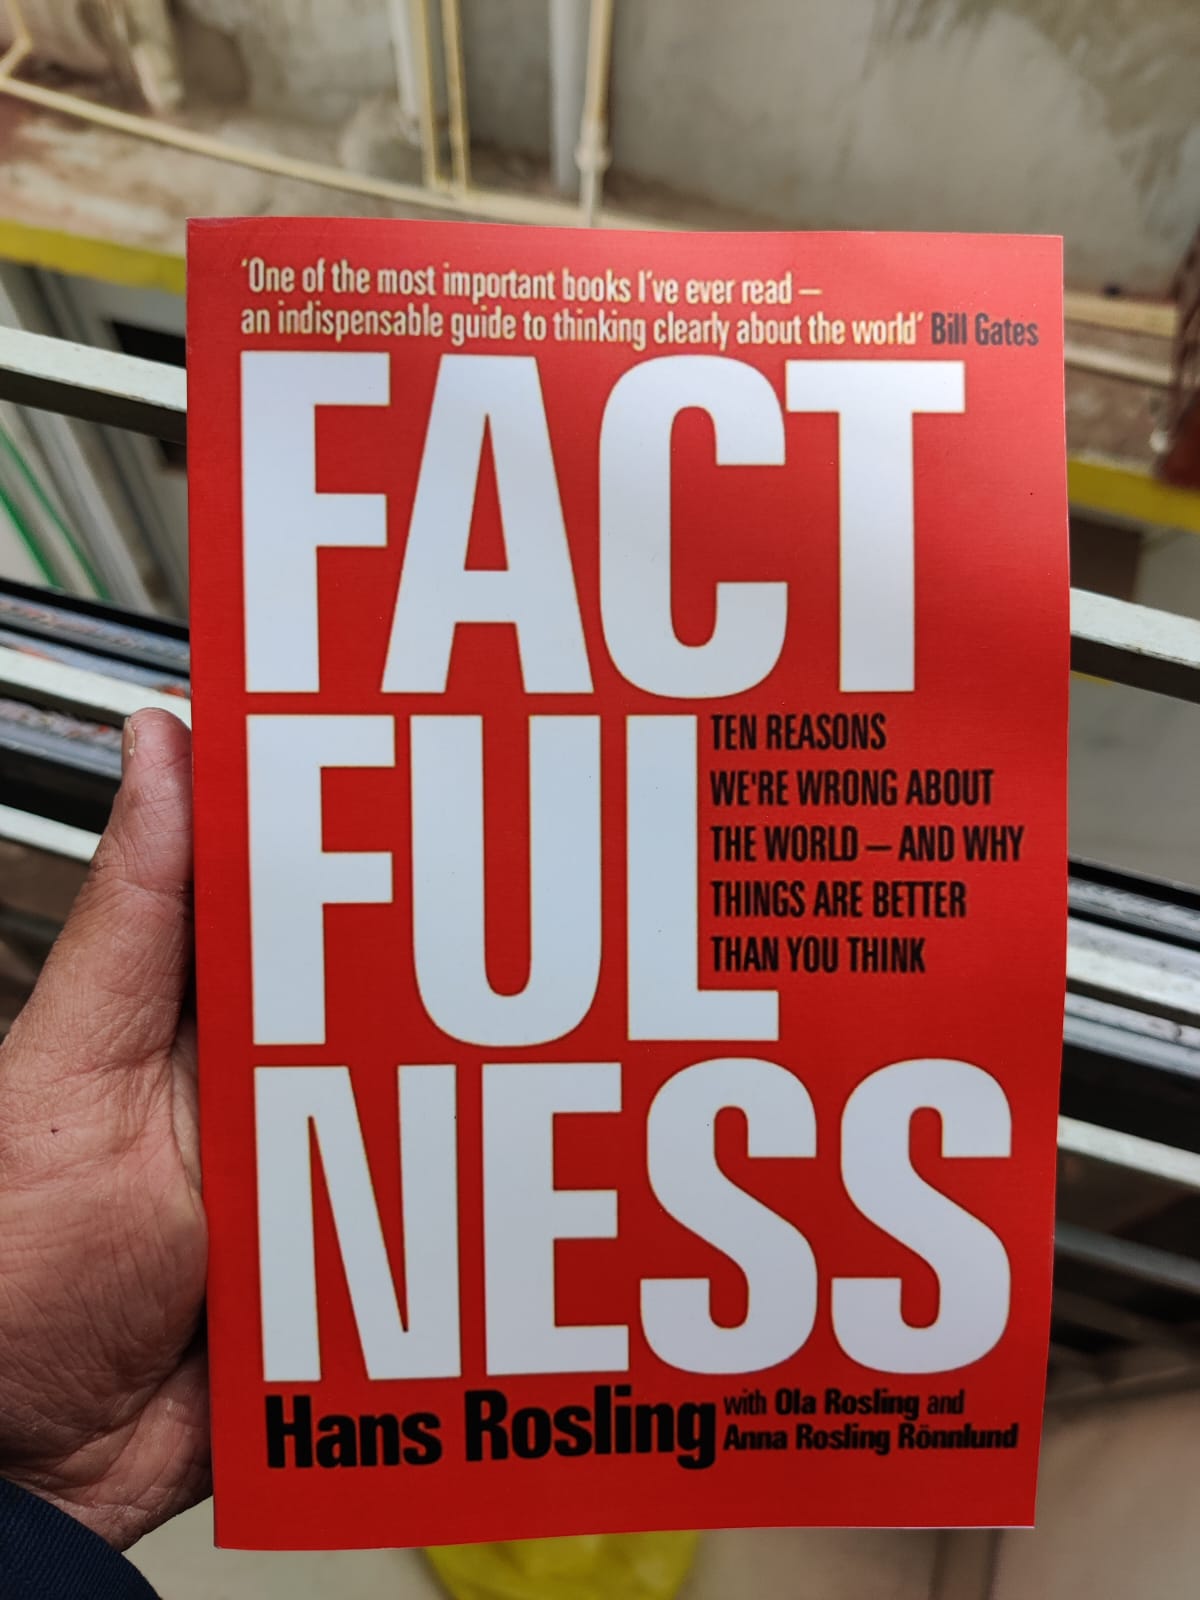 ‘One of the most important books I’ve ever read –
an indispensable guide to thinking clearly about the world’ Bill Gates
FACT
FUL
TEN REASONS
WE'RE WRONG ABOUT
THE WORLD – AND WHY
THINGS ARE BETTER
THAN YOU THINK
NESS
Hans Rosling with Ola Rosling and
Anna Rosling Rönnlund